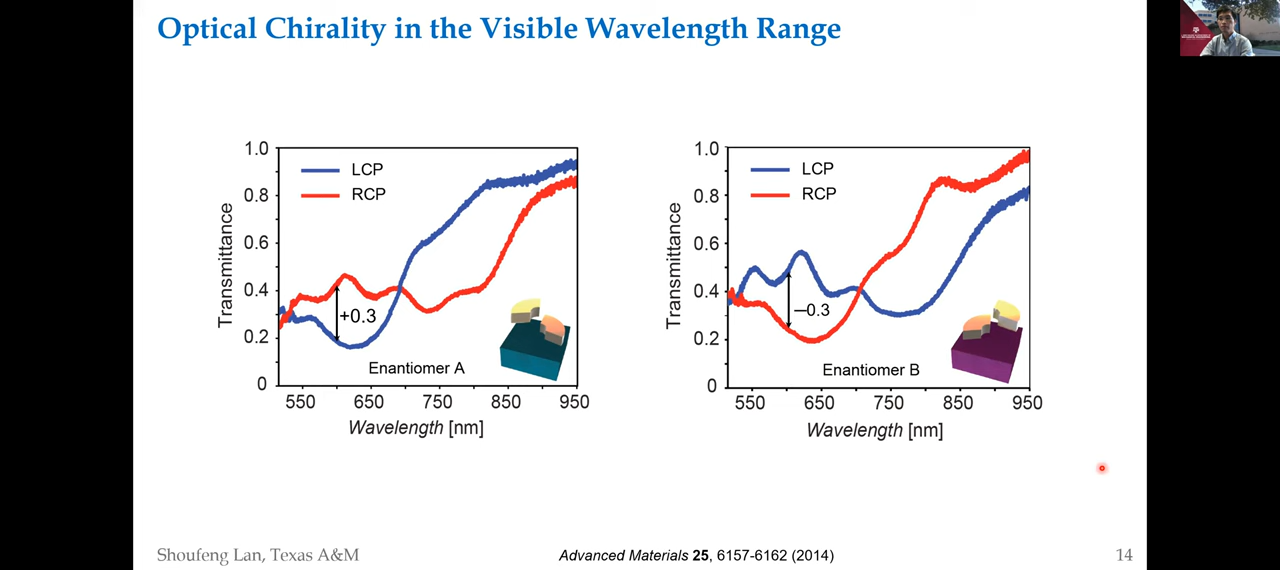 Optical Chirality in the Visible Wavelength Range
1.0
0.8
0.6
0.4
0.2
0
Transmittance
LCP
RCP
+0.3
Enantiomer A
550 650 750 850 950
Wavelength [nm]
1.0
0.8
0.6
0.4
0.2
0
Transmittance
LCP
RCP
–0.3
Enantiomer B
550 650 750 850 950
Wavelength [nm]
Shoufeng Lan, Texas A&M
Advanced Materials 25, 6157-6162 (2014)
14